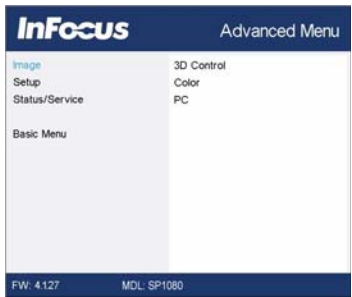 InFocus
Advanced Menu
Image
Setup
Status/Service
Basic Menu
3D Control
Color
PC
FW: 4.127
MDL: SP1080